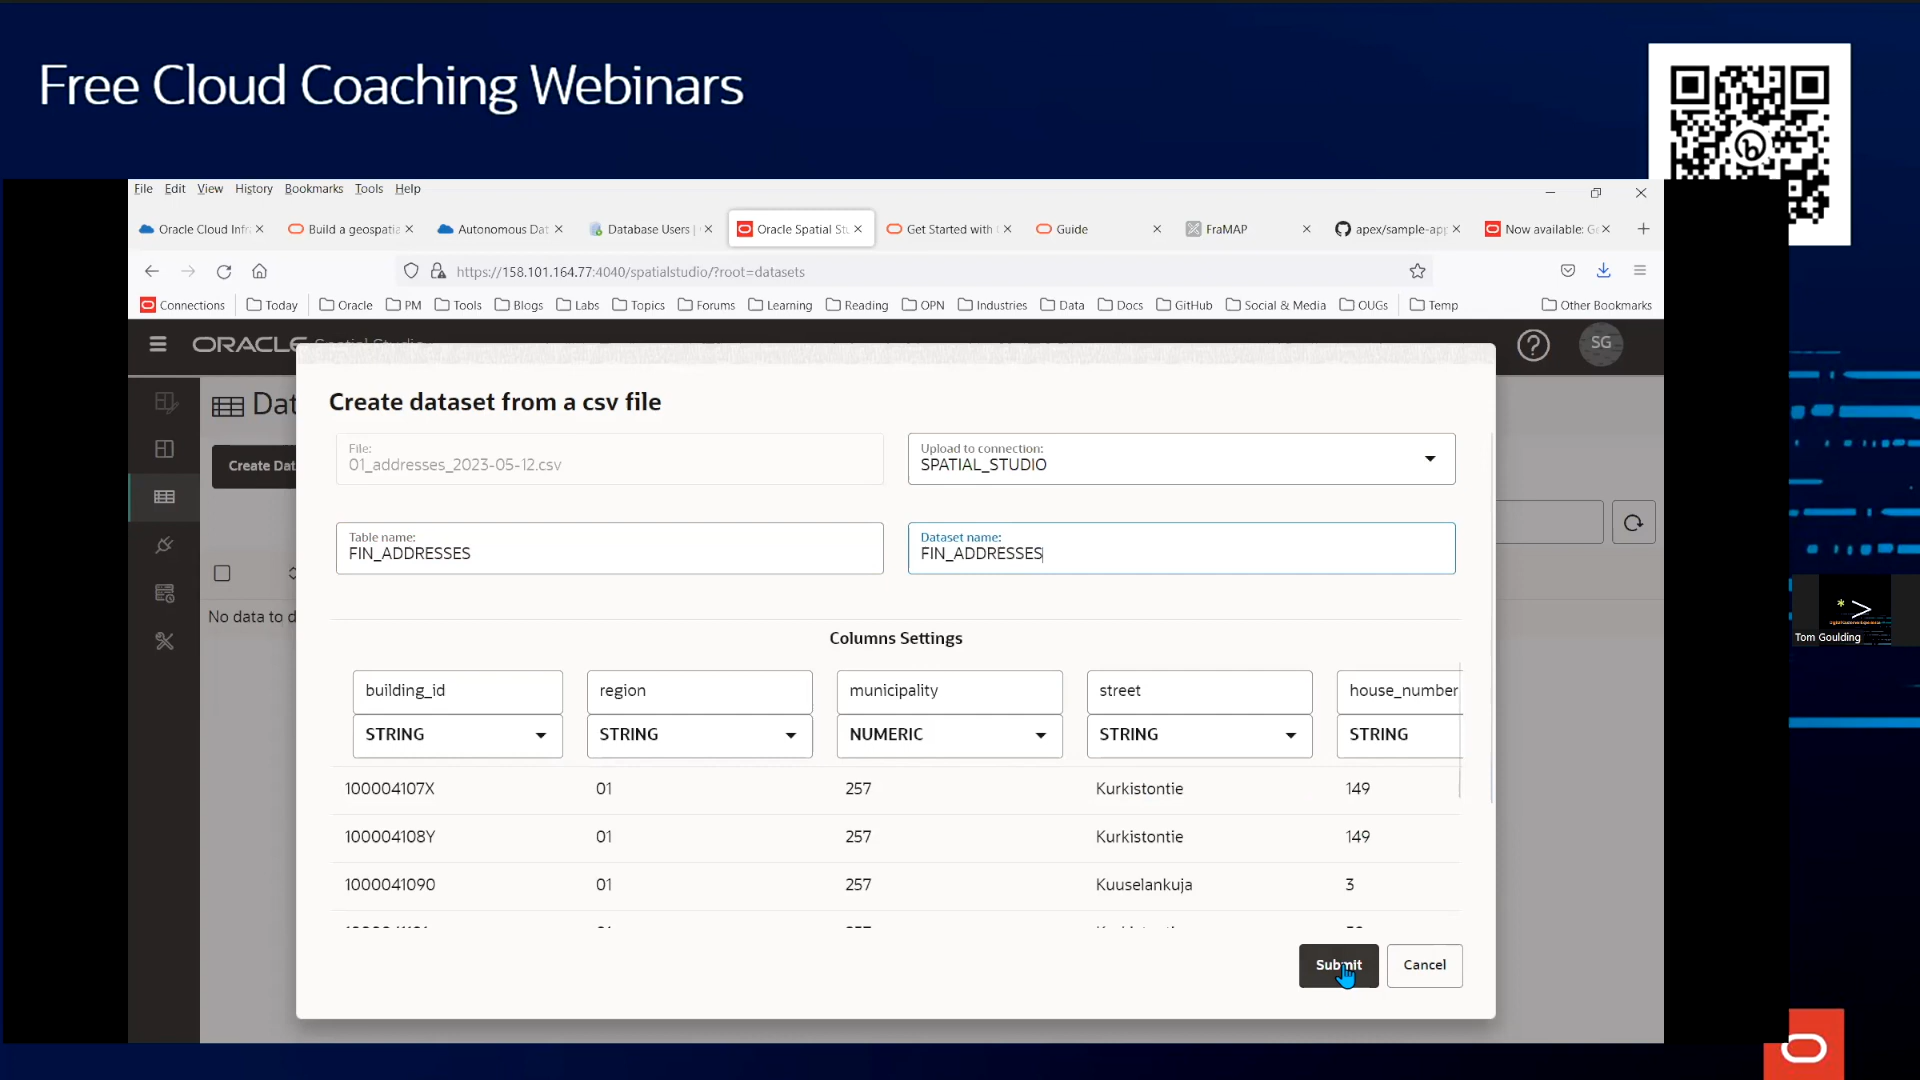 Free Cloud Coaching Webinars
File Edit View History Bookmarks Tools Help
Oracle Cloud Infr
Build a geospatia
Autonomous Dat
Database Users |
Oracle Spatial Stu
Get Started with
Guide
FraMAP
apex/sample-app
Now available: Ge
https://158.101.164.77:4040/spatialstudio/?root=datasets
Connections Today Oracle PM Tools Blogs Labs Topics Forums Learning Reading OPN Industries Data Docs GitHub Social & Media OUGs Temp Other Bookmarks
ORACLE Spatial Studio
SG
Dat
Create Dat
No data to d
Create dataset from a csv file
File:
01_addresses_2023-05-12.csv
Upload to connection:
SPATIAL_STUDIO
Table name:
FIN_ADDRESSES
Dataset name:
FIN_ADDRESSES
Columns Settings
building_id region municipality street house_number
STRING STRING NUMERIC STRING STRING
100004107X 01 257 Kurkistontie 149
100004108Y 01 257 Kurkistontie 149
1000041090 01 257 Kuuselankuja 3
Submit Cancel
Tom Goulding